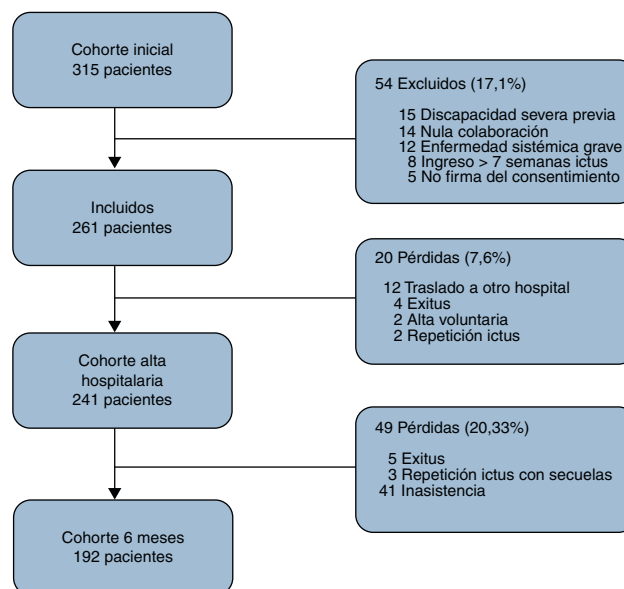 Cohorte inicial
315 pacientes
54 Excluidos (17,1%)
15 Discapacidad severa previa
14 Nula colaboración
12 Enfermedad sistémica grave
8 Ingreso > 7 semanas ictus
5 No firma del consentimiento
Incluidos
261 pacientes
20 Pérdidas (7,6%)
12 Traslado a otro hospital
4 Exitus
2 Alta voluntaria
2 Repetición ictus
Cohorte alta
hospitalaria
241 pacientes
49 Pérdidas (20,33%)
5 Exitus
3 Repetición ictus con secuelas
41 Inasistencia
Cohorte 6 meses
192 pacientes